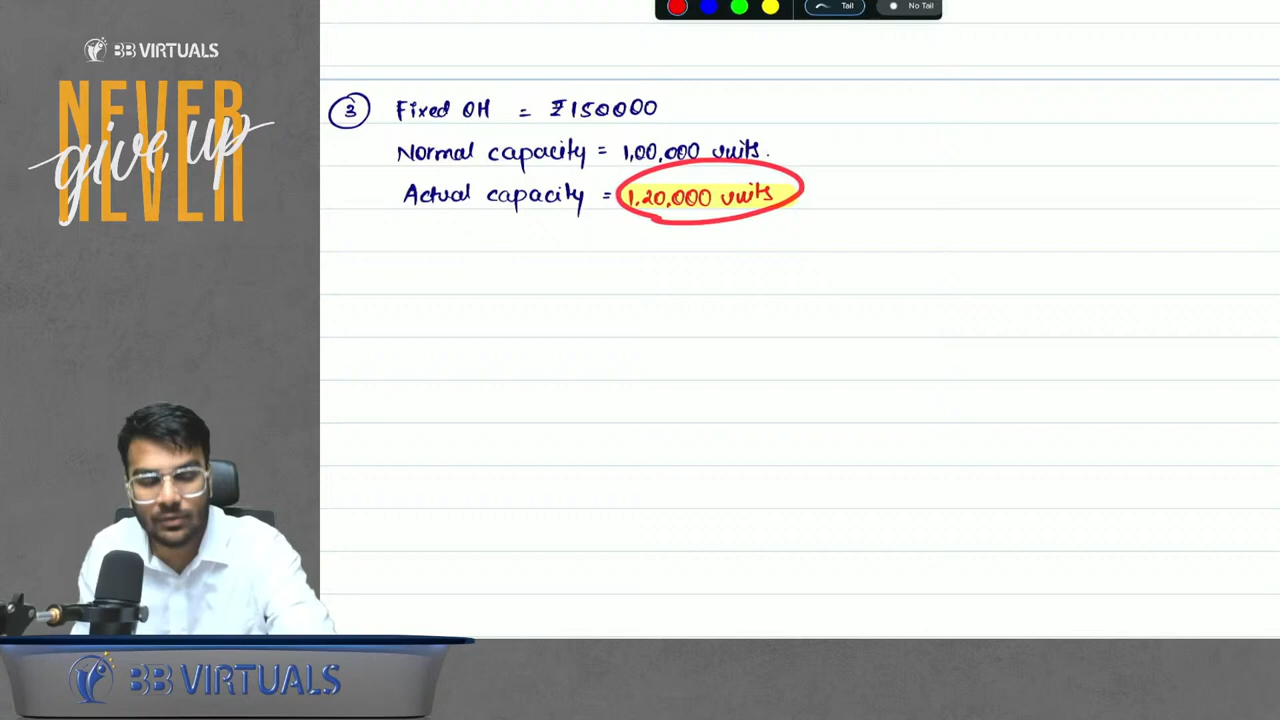 Tail
No Tail
BB VIRTUALS
NEVER
give up
NEVER
3 Fixed OH = ₹150000
Normal capacity = 1,00,000 units.
Actual capacity = 1,20,000 units
BB VIRTUALS